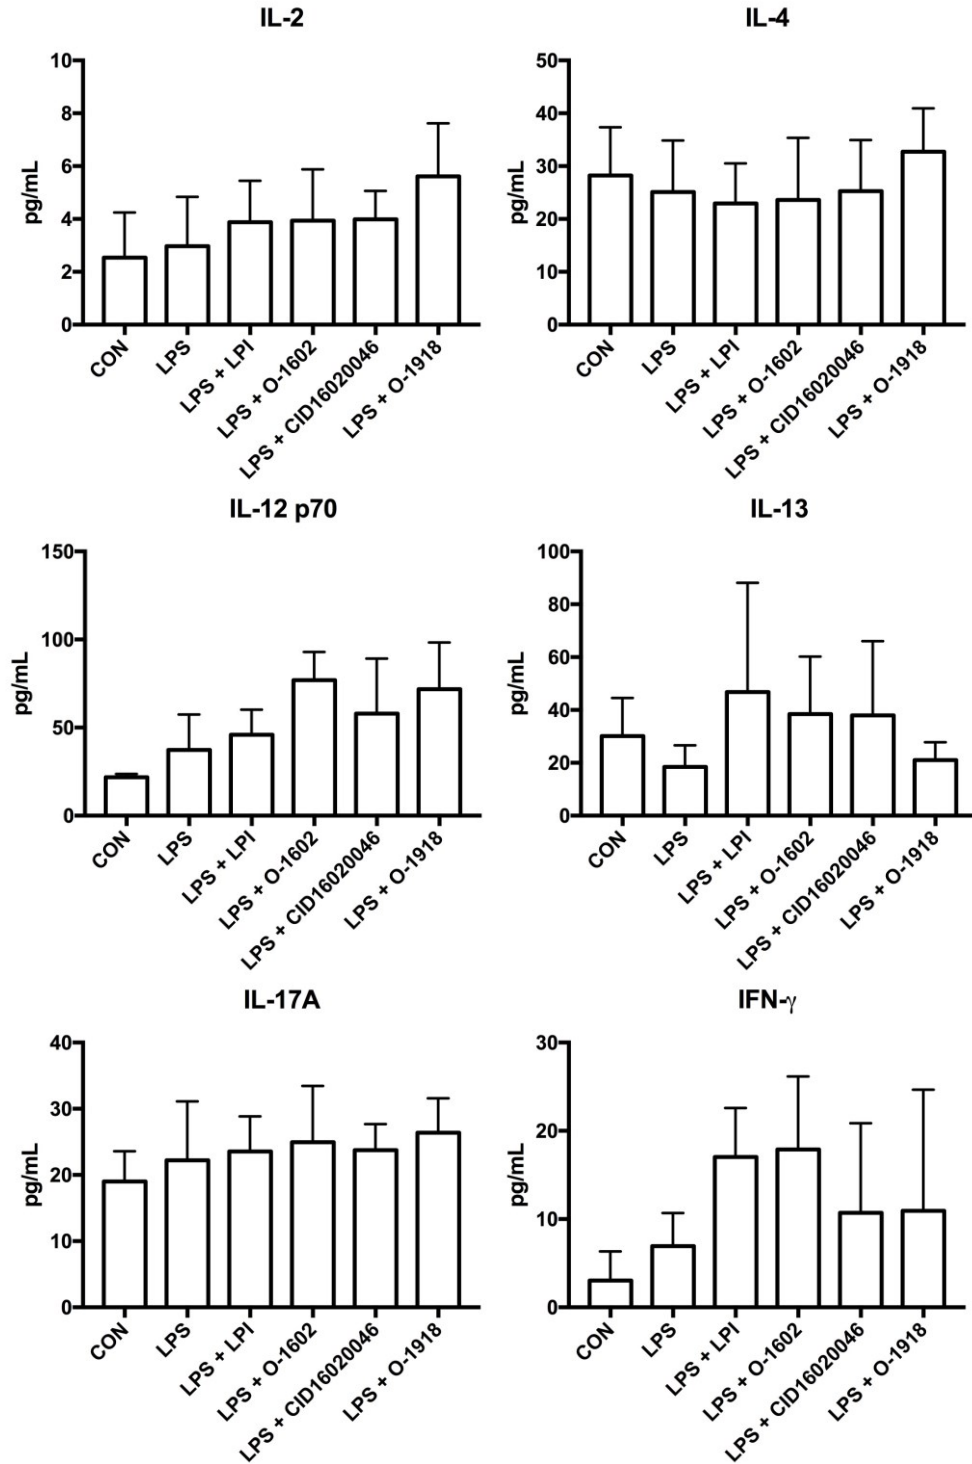 IL-2
pg/mL
10
8
6
4
2
0
CON
LPS
LPS + LPI
LPS + O-1602
LPS + CID16020046
LPS + O-1918
IL-4
pg/mL
50
40
30
20
10
0
CON
LPS
LPS + LPI
LPS + O-1602
LPS + CID16020046
LPS + O-1918
IL-12 p70
pg/mL
150
100
50
0
CON
LPS
LPS + LPI
LPS + O-1602
LPS + CID16020046
LPS + O-1918
IL-13
pg/mL
100
80
60
40
20
0
CON
LPS
LPS + LPI
LPS + O-1602
LPS + CID16020046
LPS + O-1918
IL-17A
pg/mL
40
30
20
10
0
CON
LPS
LPS + LPI
LPS + O-1602
LPS + CID16020046
LPS + O-1918
IFN-γ
pg/mL
30
20
10
0
CON
LPS
LPS + LPI
LPS + O-1602
LPS + CID16020046
LPS + O-1918